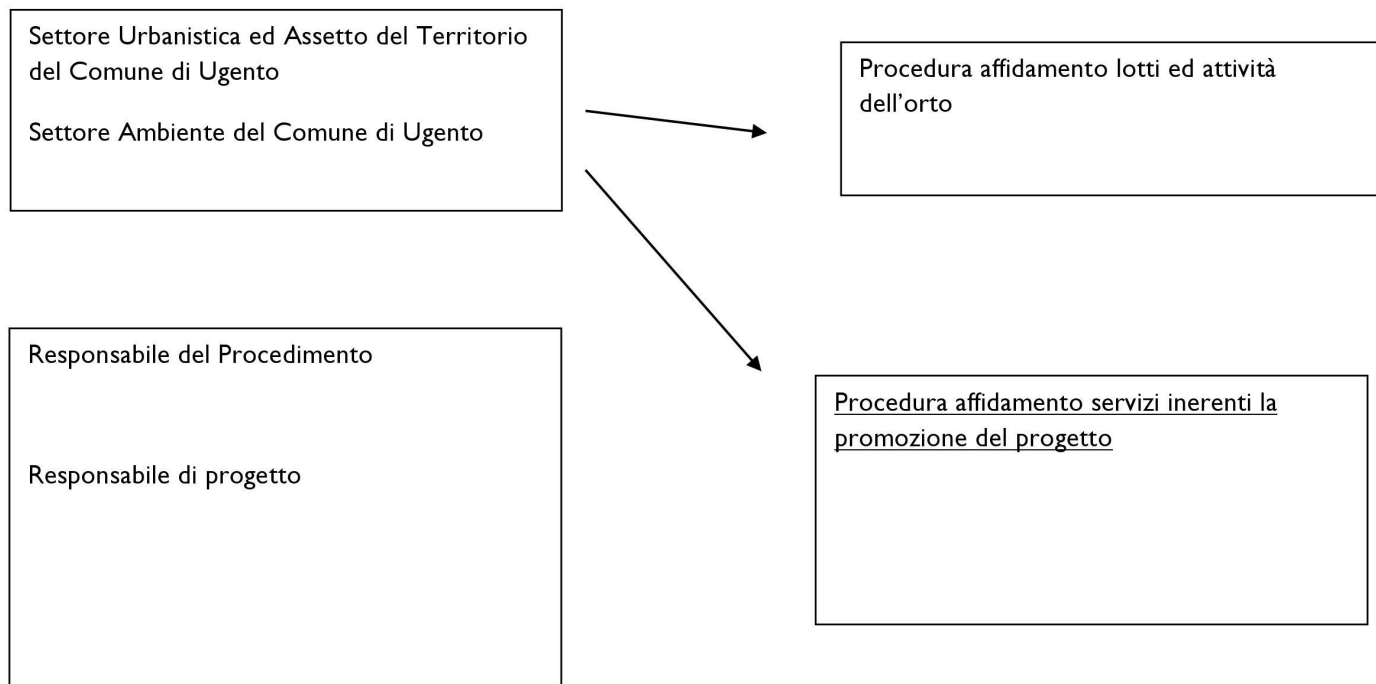 Settore Urbanistica ed Assetto del Territorio
del Comune di Ugento
Settore Ambiente del Comune di Ugento
Procedura affidamento lotti ed attività
dell'orto
Responsabile del Procedimento
Responsabile di progetto
Procedura affidamento servizi inerenti la
promozione del progetto